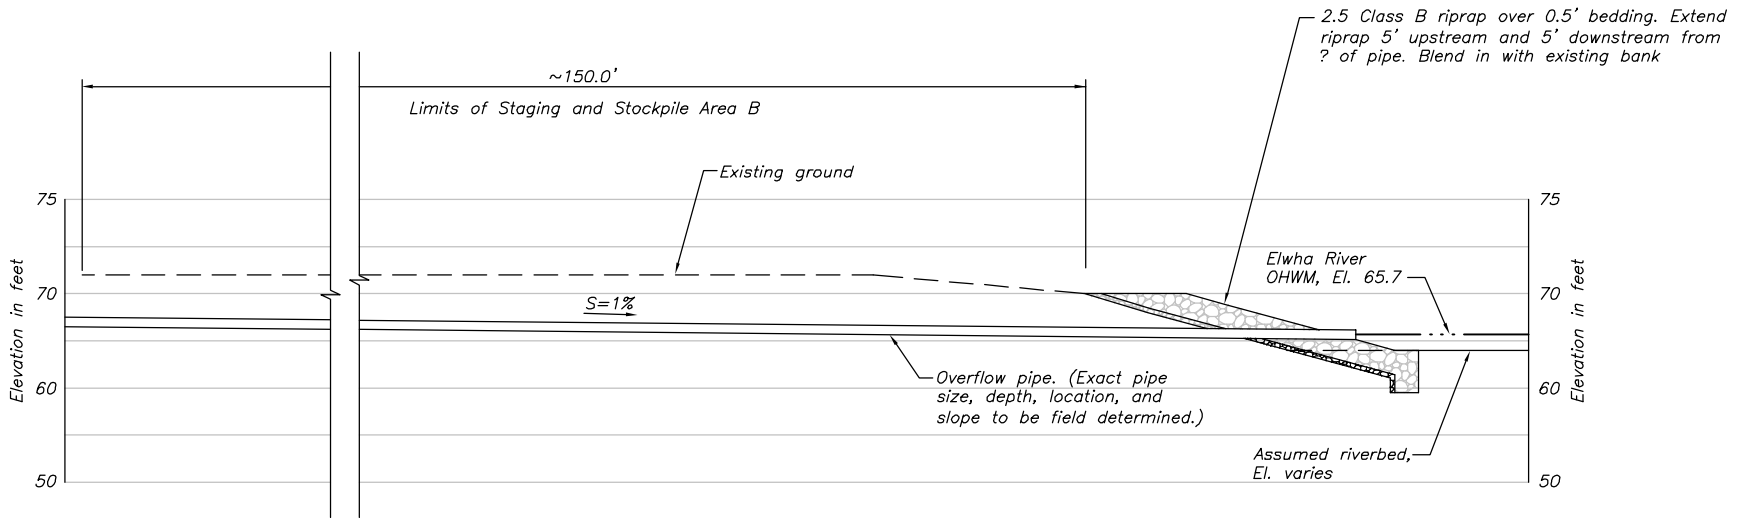 2.5 Class B riprap over 0.5' bedding. Extend
riprap 5' upstream and 5' downstream from
? of pipe. Blend in with existing bank
~150.0'
Limits of Staging and Stockpile Area B
Existing ground
75
75
Elwha River
OHWM, El. 65.7
70
70
S=1%
Elevation in feet
Elevation in feet
Overflow pipe. (Exact pipe
size, depth, location, and
slope to be field determined.)
60
60
Assumed riverbed,
El. varies
50
50